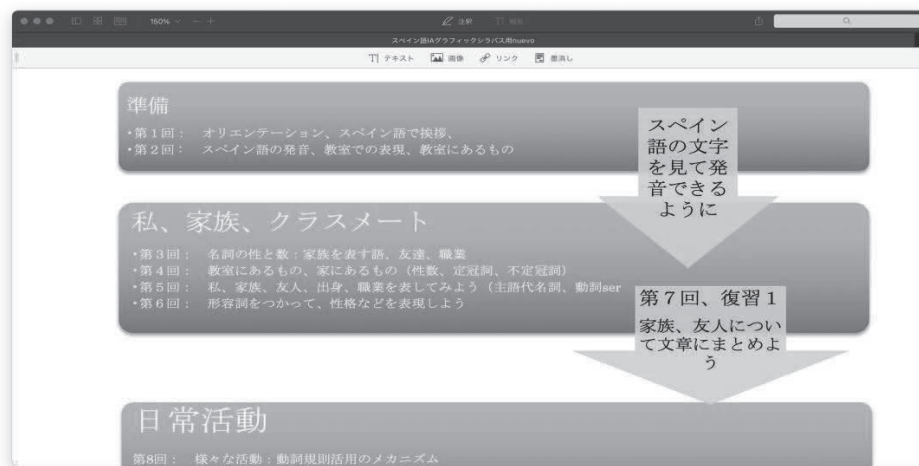 150%
注釈
スペイン語IAグラフィックシラバス用nuevo
テキスト 画像 リンク 墨消し
準備
・第1回： オリエンテーション、スペイン語で挨拶、
・第2回： スペイン語の発音、教室での表現、教室にあるもの
スペイン
語の文字
を見て発
音できる
ように
私、家族、クラスメート
・第3回： 名詞の性と数：家族を表す語、友達、職業
・第4回： 教室にあるもの、家にあるもの（性数、定冠詞、不定冠詞）
・第5回： 私、家族、友人、出身、職業を表してみよう（主語代名詞、動詞ser
・第6回： 形容詞をつかって、性格などを表現しよう
第7回、復習1
家族、友人につい
て文章にまとめよ
う
日常活動
第8回： 様々な活動：動詞規則活用のメカニズム